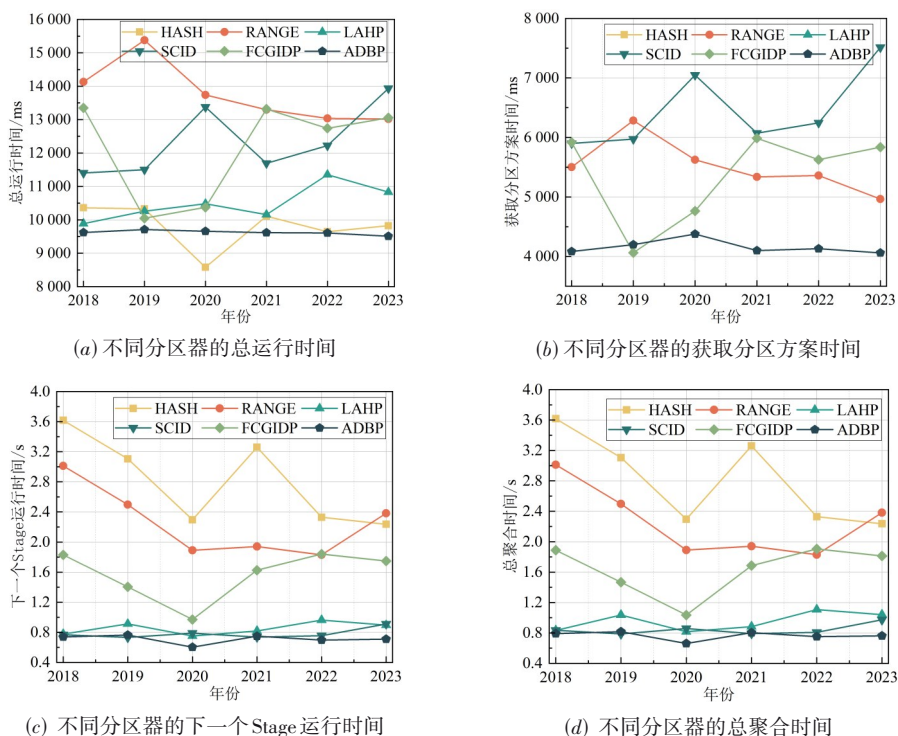 16 000
15 000
14 000
13 000
12 000
11 000
10 000
9 000
8 000
总运行时间/ms
HASH RANGE LAHP
SCID FCGIDP ADBP
2018 2019 2020 2021 2022 2023
年份
(a) 不同分区器的总运行时间
8 000
7 000
6 000
5 000
4 000
获取分区方案时间/ms
HASH RANGE LAHP
SCID FCGIDP ADBP
2018 2019 2020 2021 2022 2023
年份
(b) 不同分区器的获取分区方案时间
4.0
3.6
3.2
2.8
2.4
2.0
1.6
1.2
0.8
0.4
下一个Stage运行时间/s
HASH RANGE LAHP
SCID FCGIDP ADBP
2018 2019 2020 2021 2022 2023
年份
(c) 不同分区器的下一个Stage运行时间
4.0
3.6
3.2
2.8
2.4
2.0
1.6
1.2
0.8
0.4
总聚合时间/s
HASH RANGE LAHP
SCID FCGIDP ADBP
2018 2019 2020 2021 2022 2023
年份
(d) 不同分区器的总聚合时间